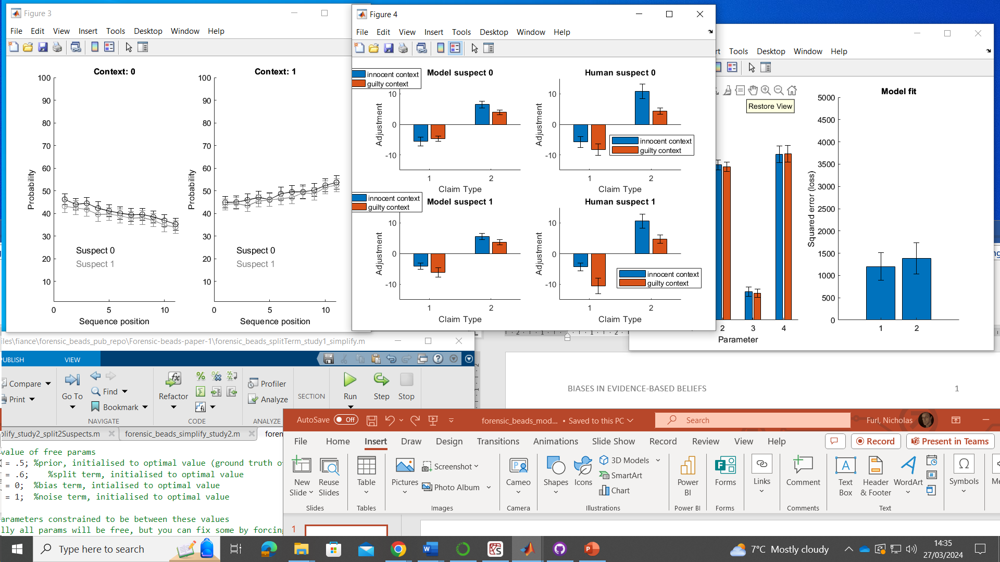 Figure 3
File Edit View Insert Tools Desktop Window Help
Context: 0
100
90
80
70
60
50
40
30
20
10
0 5 10
Probability
Sequence position
Suspect 0
Suspect 1
Context: 1
100
90
80
70
60
50
40
30
20
10
0 5 10
Probability
Sequence position
Suspect 0
Suspect 1
Figure 4
File Edit View Insert Tools Desktop Window Help
innocent context
guilty context
Model suspect 0
10
0
-10
Adjustment
1 2
Claim Type
Human suspect 0
10
0
-10
Adjustment
innocent context
guilty context
1 2
Claim Type
innocent context
guilty context
Model suspect 1
10
0
-10
Adjustment
1 2
Claim Type
Human suspect 1
10
0
-10
Adjustment
innocent context
guilty context
1 2
Claim Type
Tools Desktop Window Help
Restore View
2 3 4
Parameter
Model fit
5000
4500
4000
3500
3000
2500
2000
1500
1000
500
0
Squared error (loss)
1 2
iles\fiance\forensic_beads_pub_repo\Forensic-beads-paper-1\forensic_beads_splitTerm_study1_simplify.m
PUBLISH VIEW
Compare
Print
Go To
Find
Bookmark
NAVIGATE
Refactor
CODE
Profiler
Analyze
ANALYZE
SECTION
Run
Step
Stop
plify_study2_split2Suspects.m
forensic_beads_simplify_study2.m
foren
value of free params
= .5; %prior, initialised to optimal value (ground truth o
= .6; %split term, initialised to optimal value
= 0; %bias term, intialised to optimal value
= 1; %noise term, initialised to optimal value
arameters constrained to be between these values
lly all params will be free, but you can fix some by forcing
BIASES IN EVIDENCE-BASED BELIEFS 1
AutoSave Off
forensic_beads_mod... • Saved to this PC
Search
Furl, Nicholas
File Home Insert Draw Design Transitions Animations Slide Show Record Review View Help
Record
Present in Teams
New Slide
Reuse Slides
Slides
Table
Tables
Pictures
Screenshot
Photo Album
Images
Cameo
Camera
Shapes
Icons
3D Models
SmartArt
Chart
Illustrations
Power BI
Power BI
Forms
Forms
Links
Comment
Comments
Text Box
Header & Footer
WordArt
Text
Symbols
1
Type here to search
7°C Mostly cloudy
14:35
27/03/2024